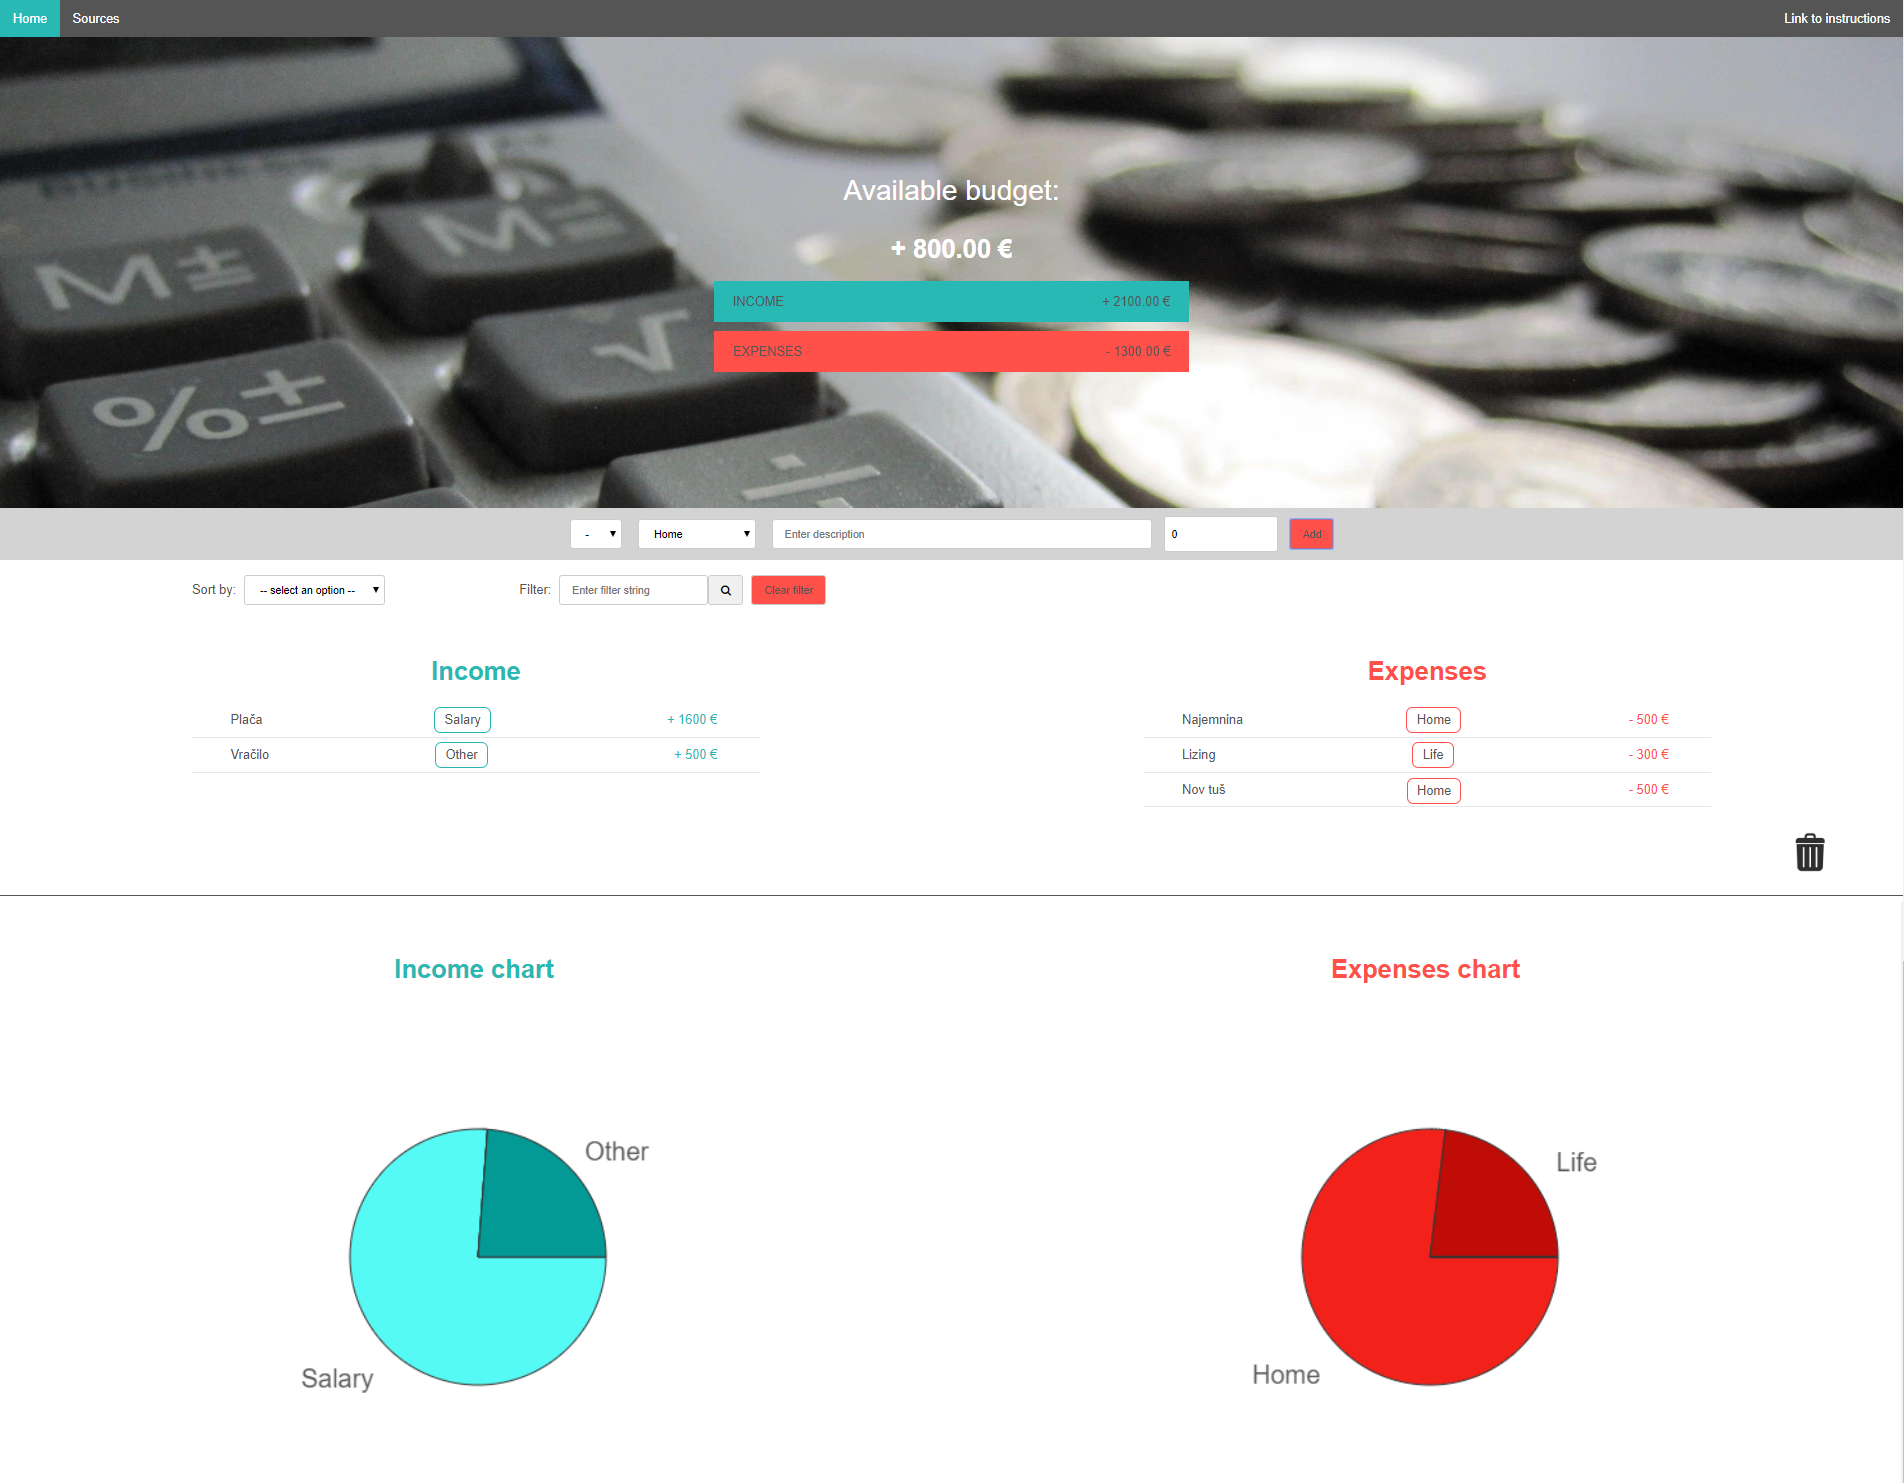 Home Sources Link to instructions
M±
M=
√
%±
÷
Available budget:
+ 800.00 €
INCOME + 2100.00 €
EXPENSES - 1300.00 €
- Home Enter description 0 Add
Sort by: -- select an option -- Filter: Enter filter string Clear filter
Income
Plača Salary + 1600 €
Vračilo Other + 500 €
Expenses
Najemnina Home - 500 €
Lizing Life - 300 €
Nov tuš Home - 500 €
Income chart
Other
Salary
Expenses chart
Life
Home